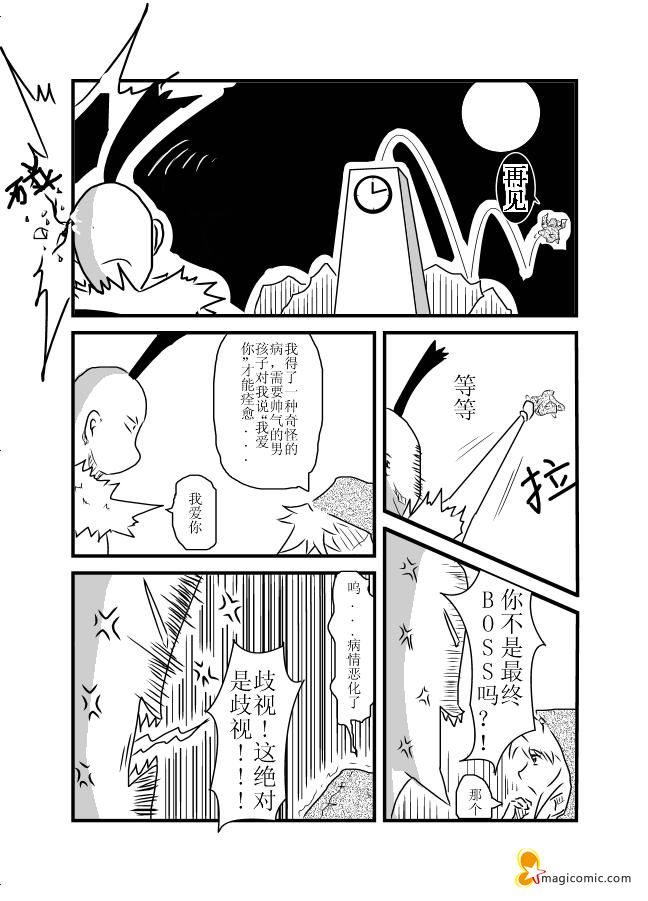 再见
等等
拉
你不是最终
BOSS吗?!
那个
我得了一种奇怪的
病,需要帅气的男
孩子对我说“我爱
你”才能痊愈....
我爱你
呜...病情恶化了
歧视!这绝对
是歧视!!!
magicomic.com